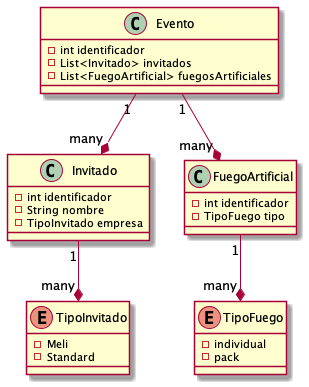 C Evento
int identificador
List<Invitado> invitados
List<FuegoArtificial> fuegosArtificiales
1 1
many many
C Invitado
int identificador
String nombre
TipoInvitado empresa
C FuegoArtificial
int identificador
TipoFuego tipo
1 1
many many
E TipoInvitado
Meli
Standard
E TipoFuego
individual
pack